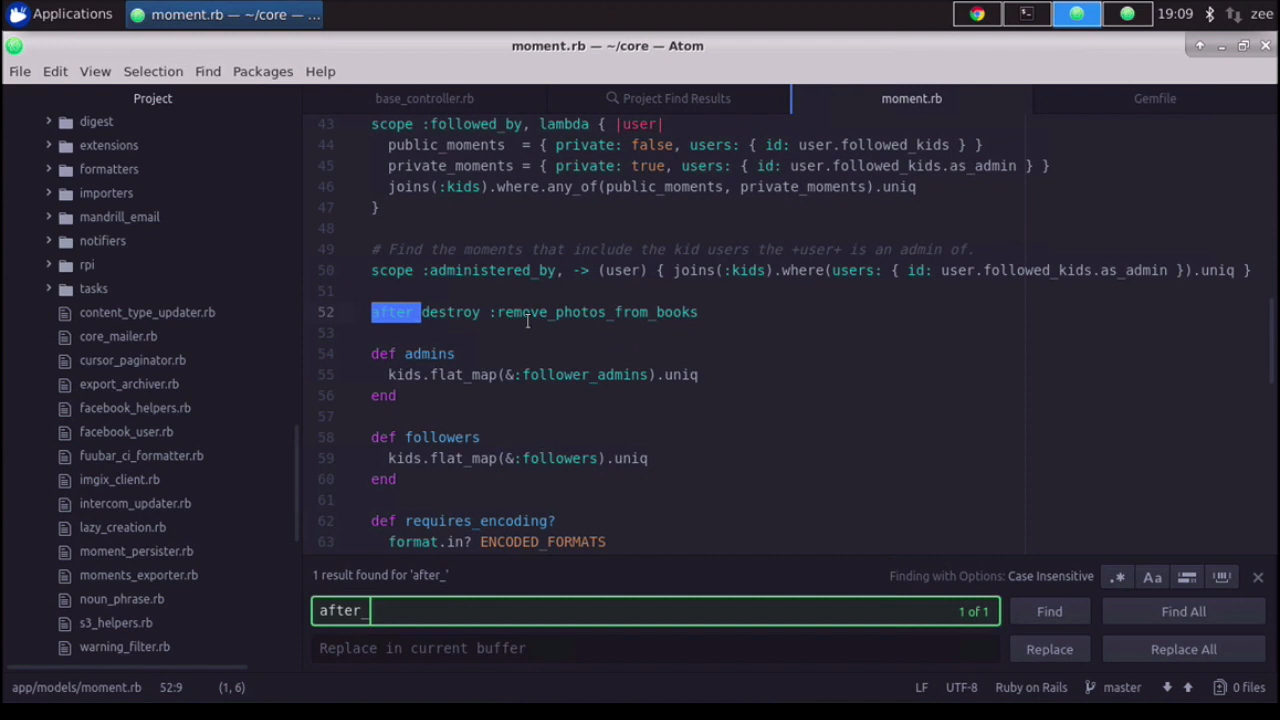 Applications moment.rb — ~/core — ... 19:09 zee
moment.rb — ~/core — Atom
File Edit View Selection Find Packages Help
Project
digest
extensions
formatters
importers
mandrill_email
notifiers
rpi
tasks
content_type_updater.rb
core_mailer.rb
cursor_paginator.rb
export_archiver.rb
facebook_helpers.rb
facebook_user.rb
fuubar_ci_formatter.rb
imgix_client.rb
intercom_updater.rb
lazy_creation.rb
moment_persister.rb
moments_exporter.rb
noun_phrase.rb
s3_helpers.rb
warning_filter.rb
base_controller.rb Project Find Results moment.rb Gemfile
43 scope :followed_by, lambda { |user|
44 public_moments = { private: false, users: { id: user.followed_kids } }
45 private_moments = { private: true, users: { id: user.followed_kids.as_admin } }
46 joins(:kids).where.any_of(public_moments, private_moments).uniq
47 }
48
49 # Find the moments that include the kid users the +user+ is an admin of.
50 scope :administered_by, -> (user) { joins(:kids).where(users: { id: user.followed_kids.as_admin }).uniq }
51
52 after_destroy :remove_photos_from_books
53
54 def admins
55 kids.flat_map(&:follower_admins).uniq
56 end
57
58 def followers
59 kids.flat_map(&:followers).uniq
60 end
61
62 def requires_encoding?
63 format.in? ENCODED_FORMATS
1 result found for 'after_' Finding with Options: Case Insensitive .* Aa
after_ 1 of 1 Find Find All
Replace in current buffer Replace Replace All
app/models/moment.rb 52:9 (1, 6) LF UTF-8 Ruby on Rails master 0 files